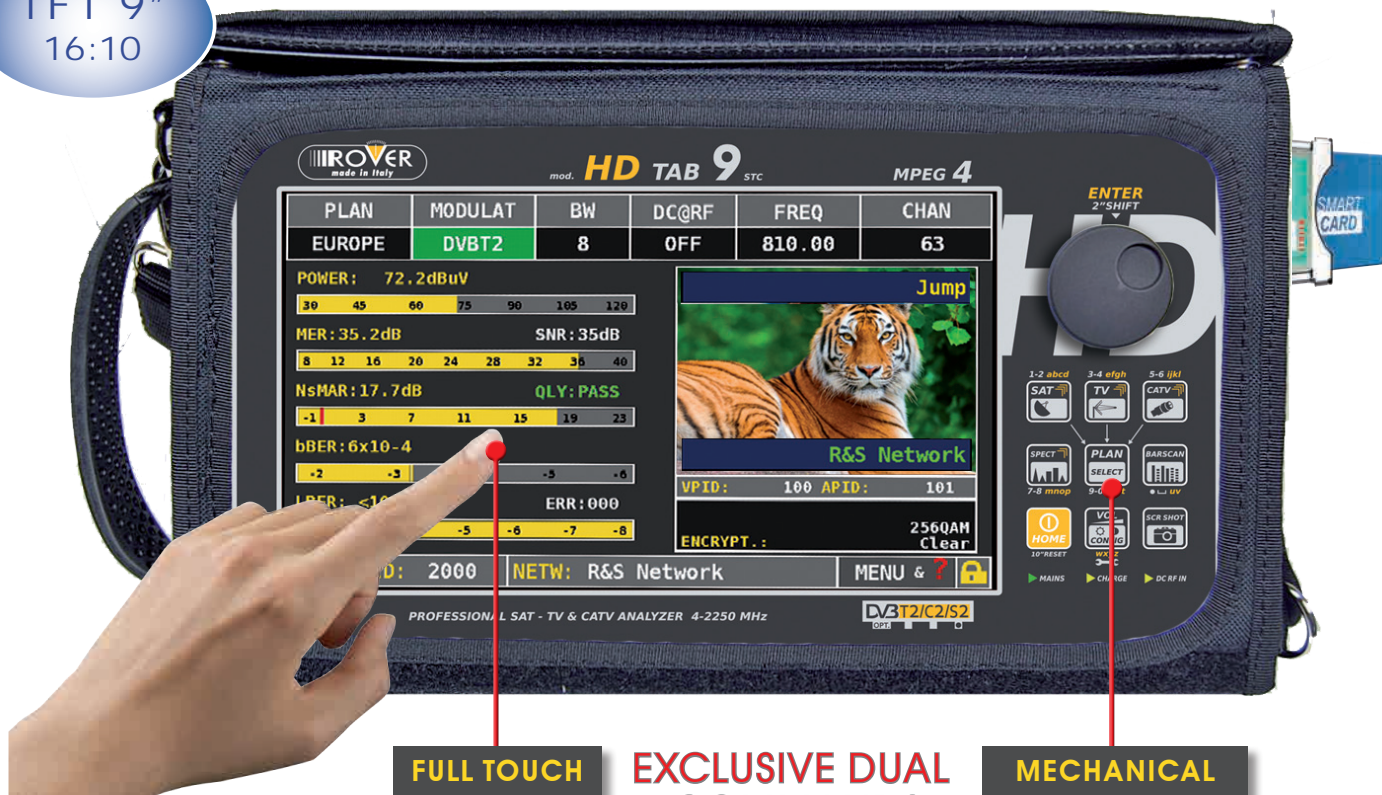 TFT 9"
16:10
ROVER
made in Italy
mod. HD TAB 9 STC
MPEG 4
ENTER
2"SHIFT
SMART
CARD
HD
PLAN MODULAT BW DC@RF FREQ CHAN
EUROPE DVBT2 8 OFF 810.00 63
POWER: 72.2dBuV
30 45 60 75 90 105 120
MER:35.2dB SNR:35dB
8 12 16 20 24 28 32 36 40
NsMAR:17.7dB QLY:PASS
-1 3 7 11 15 19 23
bBER:6x10-4
-2 -3 -5 -6
ERR:000
-5 -6 -7 -8
Jump
R&S Network
VPID: 100 APID: 101
256QAM
ENCRYPT.: Clear
D: 2000 NETW: R&S Network MENU & ?
1-2 abcd 3-4 efgh 5-6 ijkl
SAT TV CATV
SPECT PLAN BARSCAN
SELECT
7-8 mnop 9-0 uv
HOME VOL SCR SHOT
CONFIG
10"RESET
MAINS CHARGE DC RF IN
PROFESSIONAL SAT - TV & CATV ANALYZER 4-2250 MHz
DVB T2/C2/S2
OPT.
FULL TOUCH
EXCLUSIVE DUAL
MECHANICAL